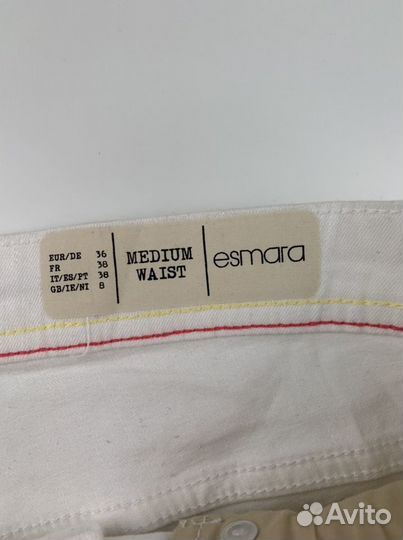 EUR/DE 36
FR 38
IT/ES/PT 38
GB/IE/NI 8
MEDIUM
WAIST
esmara
Avito